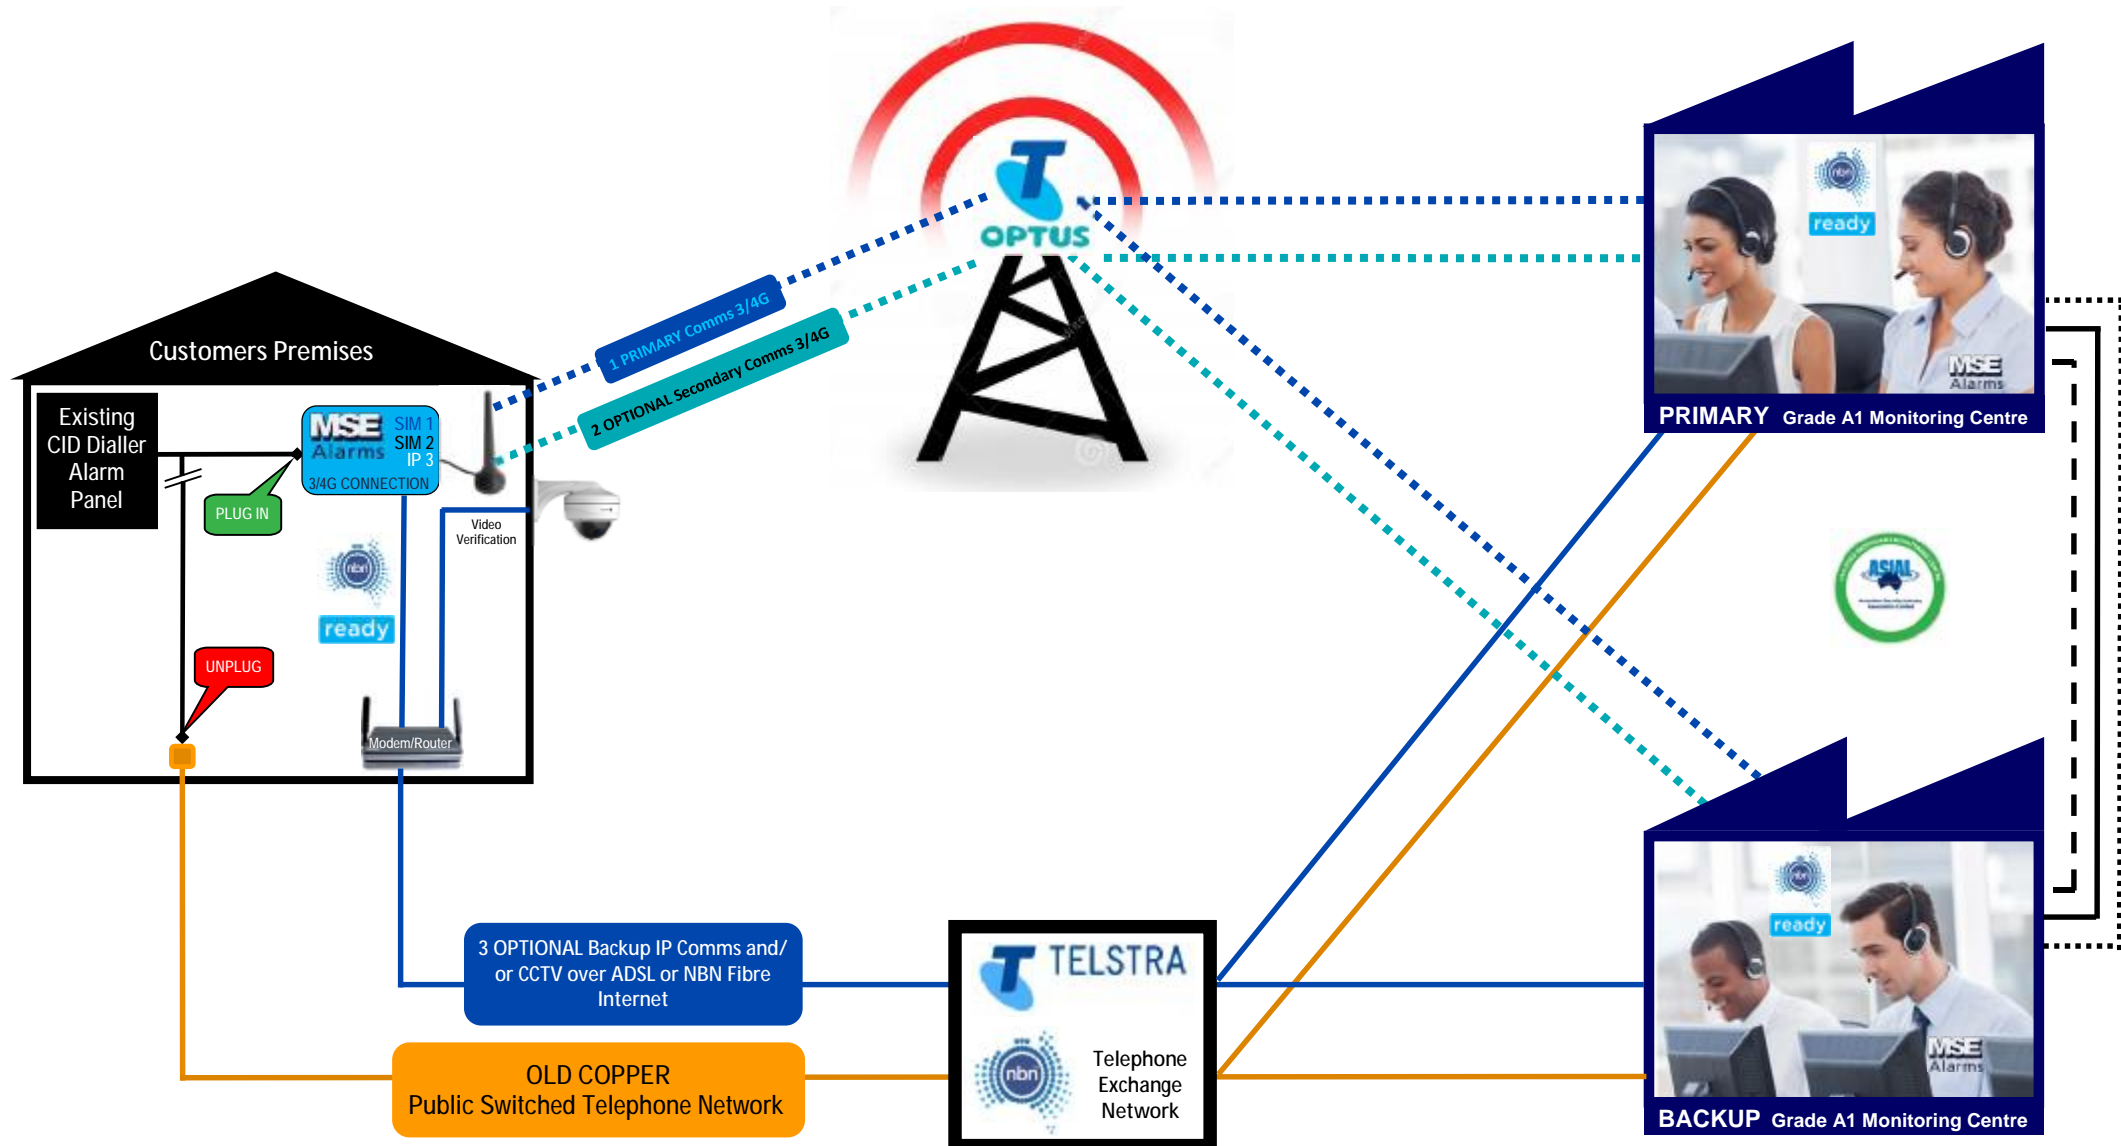 OPTUS
ready
MSE
Alarms
PRIMARY Grade A1 Monitoring Centre
1 PRIMARY Comms 3/4G
2 OPTIONAL Secondary Comms 3/4G
Customers Premises
Existing
CID Dialler
Alarm
Panel
MSE
Alarms
SIM 1
SIM 2
IP 3
3/4G CONNECTION
PLUG IN
Video
Verification
nbn
ready
UNPLUG
Modem/Router
ASIAL
3 OPTIONAL Backup IP Comms and/
or CCTV over ADSL or NBN Fibre
Internet
OLD COPPER
Public Switched Telephone Network
TELSTRA
nbn
Telephone
Exchange
Network
nbn
ready
MSE
Alarms
BACKUP Grade A1 Monitoring Centre